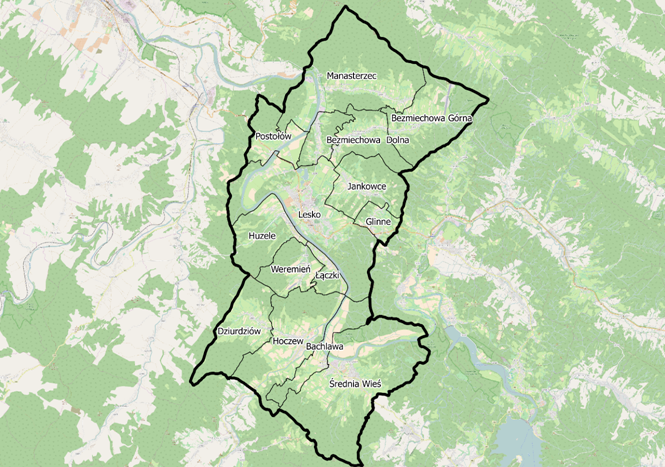 Manasterzec
Bezmiechowa Górna
Postołów
Bezmiechowa Dolna
Jankowce
Lesko
Glinne
Huzele
Weremień
Łączki
Dziurdziów
Hoczew
Bachlawa
Średnia Wieś